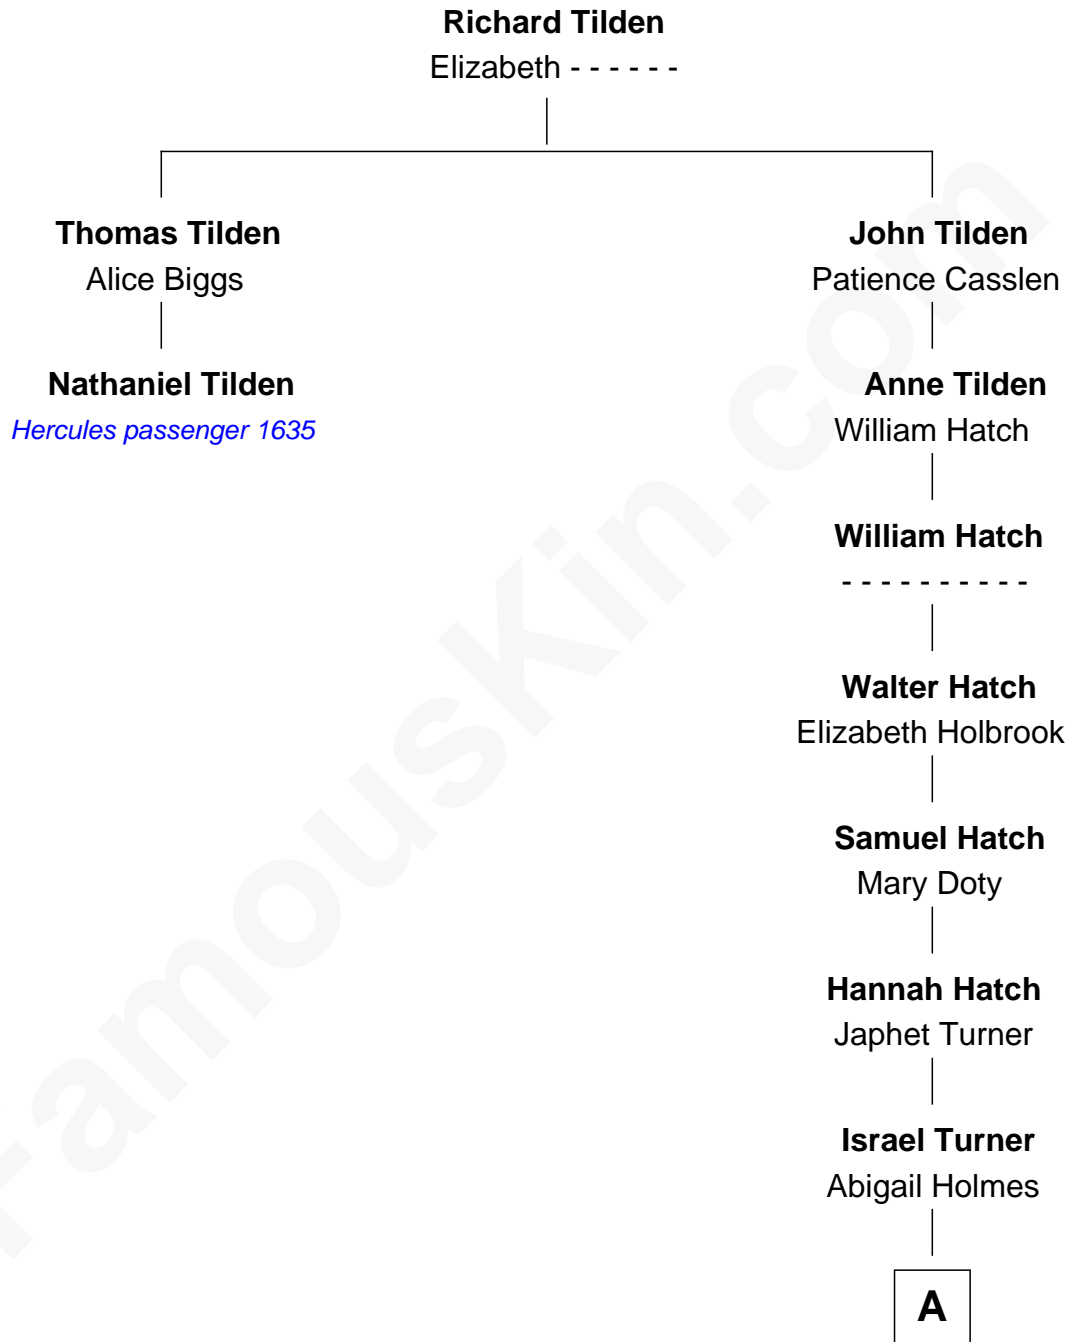 Richard Tilden
Elizabeth - - - - - -
Thomas Tilden
Alice Biggs
John Tilden
Patience Casslen
Nathaniel Tilden
Hercules passenger 1635
Anne Tilden
William Hatch
William Hatch
- - - - - - - - - -
Walter Hatch
Elizabeth Holbrook
Samuel Hatch
Mary Doty
Hannah Hatch
Japhet Turner
Israel Turner
Abigail Holmes
A
FamousKin.com